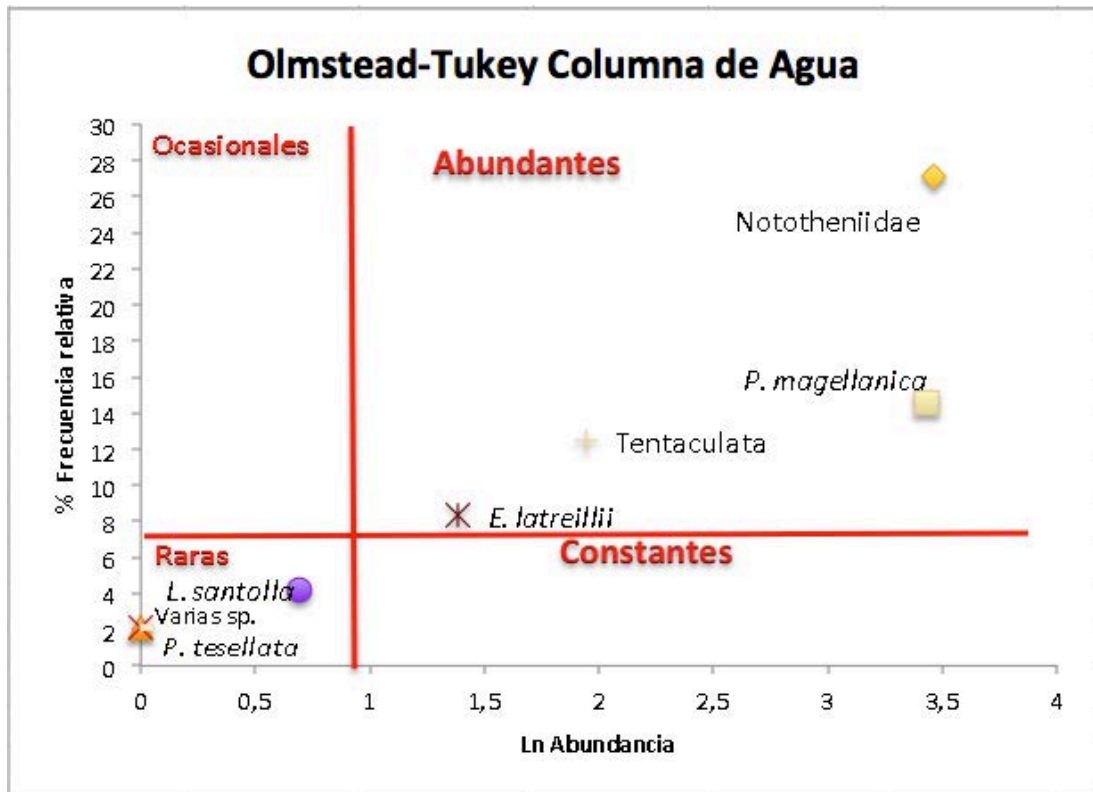 Olmstead-Tukey Columna de Agua
% Frecuencia relativa
30
28
26
24
22
20
18
16
14
12
10
8
6
4
2
0
Ocasionales
Abundantes
Nototheniidae
P. magellanica
Tentaculata
E. latreillii
Raras
Constantes
L. santolla
Varias sp.
P. tesellata
0
0,5
1
1,5
2
2,5
3
3,5
4
Ln Abundancia